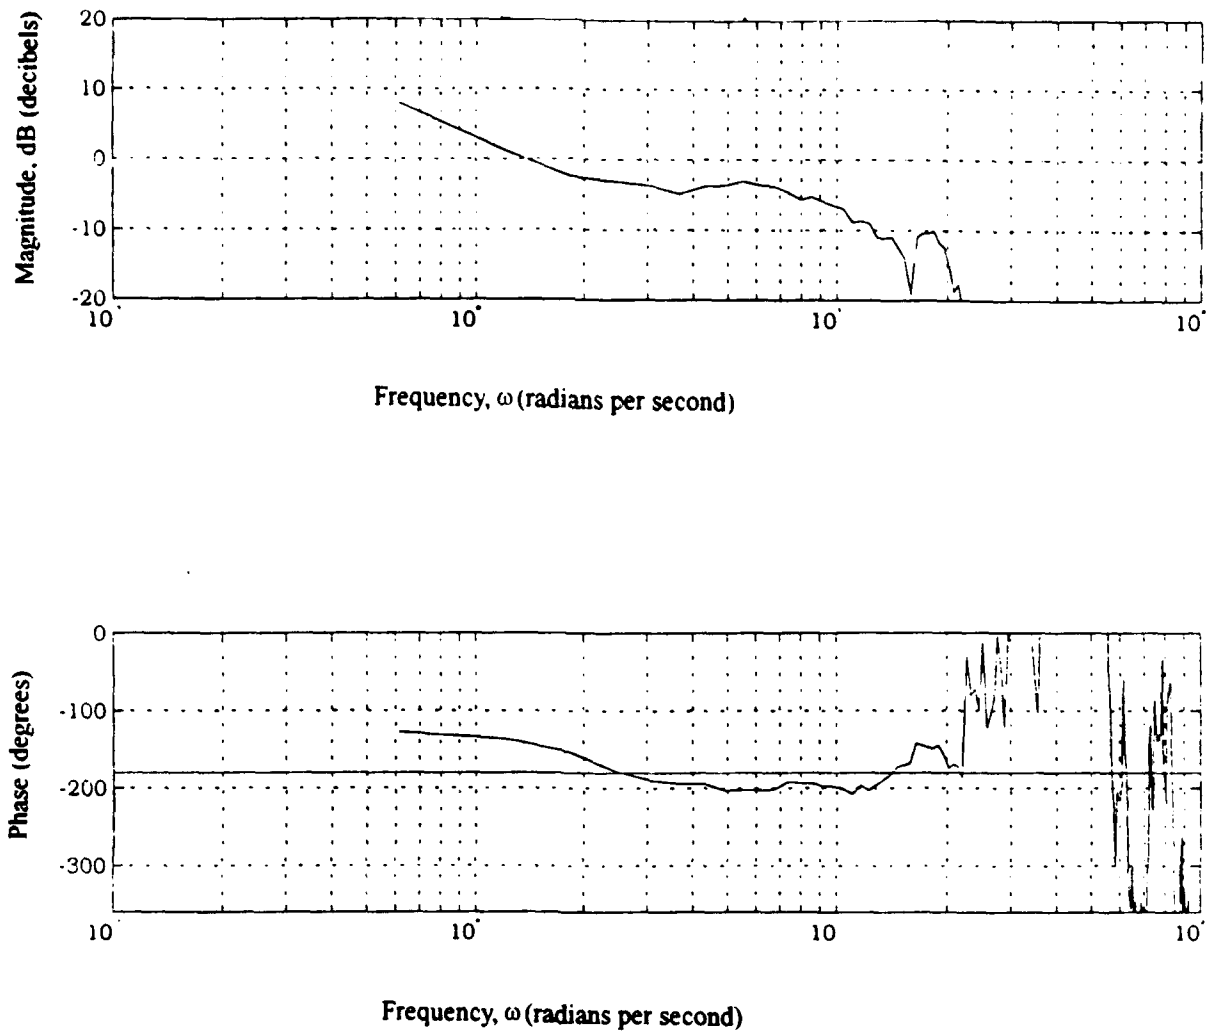 Magnitude. dB (decibels)
20
10
0
-10
-20
10 10° 10 10
Frequency, ω (radians per second)
Phase (degrees)
0
-100
-200
-300
10 10° 10 10
Frequency, ω (radians per second)